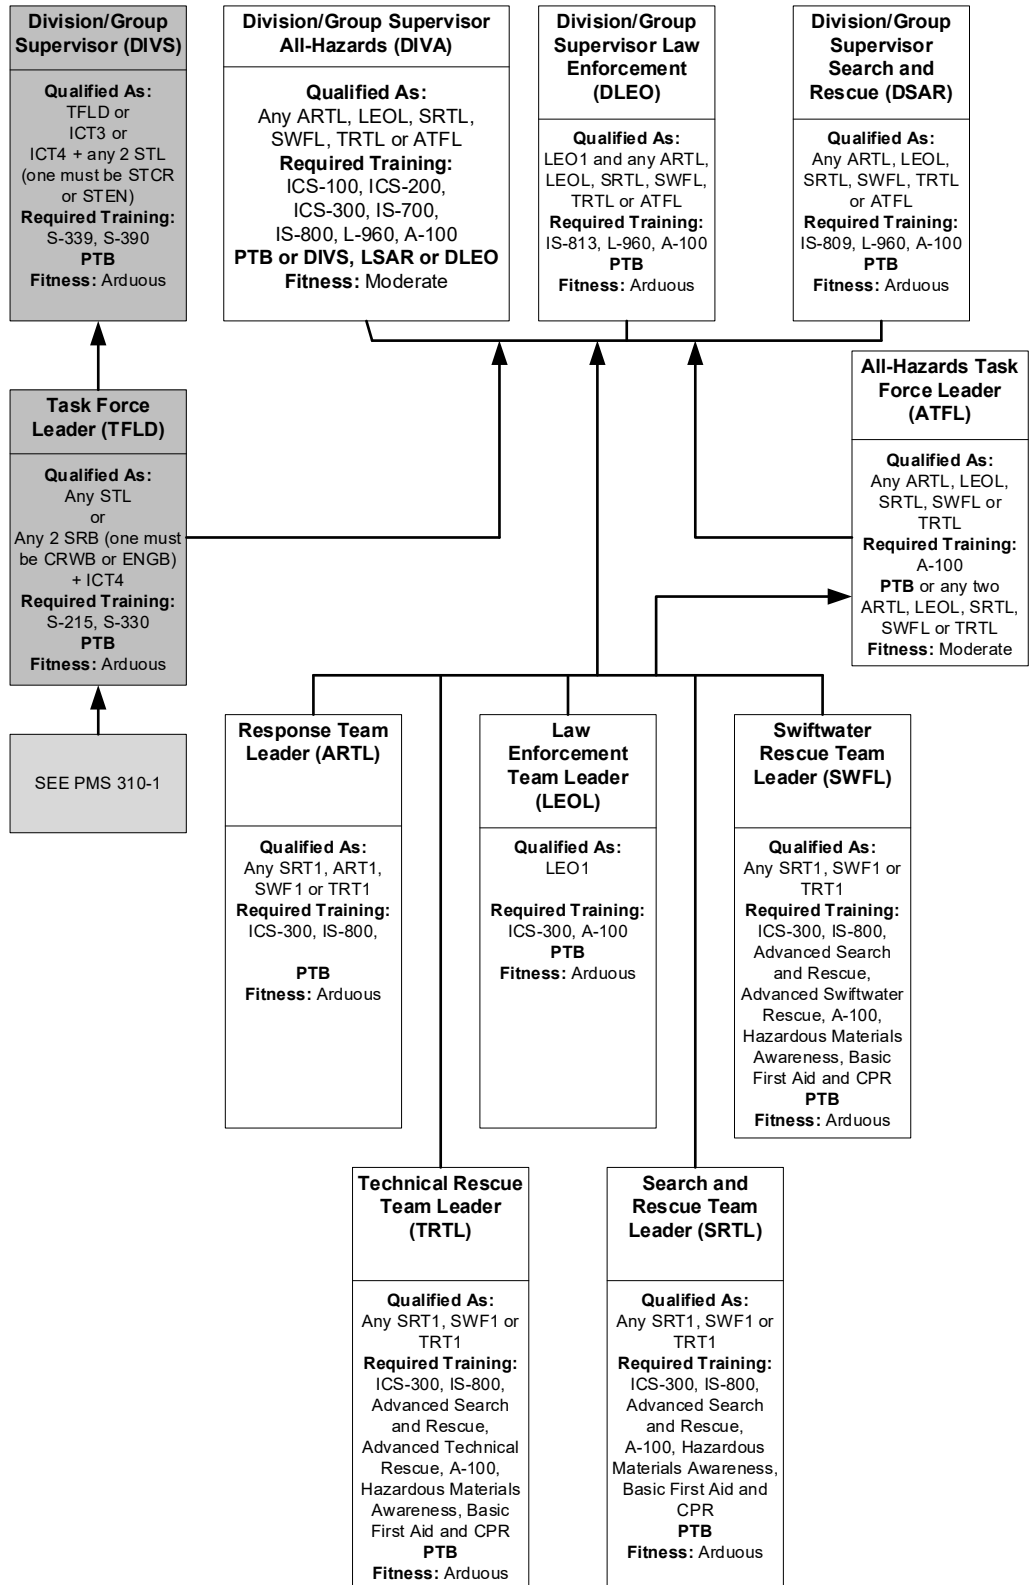 Division/Group
Supervisor (DIVS)
Qualified As:
TFLD or
ICT3 or
ICT4 + any 2 STL
(one must be STCR
or STEN)
Required Training:
S-339, S-390
PTB
Fitness: Arduous
Division/Group Supervisor
All-Hazards (DIVA)
Qualified As:
Any ARTL, LEOL, SRTL,
SWFL, TRTL or ATFL
Required Training:
ICS-100, ICS-200,
ICS-300, IS-700,
IS-800, L-960, A-100
PTB or DIVS, LSAR or DLEO
Fitness: Moderate
Division/Group
Supervisor Law
Enforcement
(DLEO)
Qualified As:
LEO1 and any ARTL,
LEOL, SRTL, SWFL,
TRTL or ATFL
Required Training:
IS-813, L-960, A-100
PTB
Fitness: Arduous
Division/Group
Supervisor
Search and
Rescue (DSAR)
Qualified As:
Any ARTL, LEOL,
SRTL, SWFL, TRTL
or ATFL
Required Training:
IS-809, L-960, A-100
PTB
Fitness: Arduous
Task Force
Leader (TFLD)
Qualified As:
Any STL
or
Any 2 SRB (one must
be CRWB or ENGB)
+ ICT4
Required Training:
S-215, S-330
PTB
Fitness: Arduous
All-Hazards Task
Force Leader
(ATFL)
Qualified As:
Any ARTL, LEOL,
SRTL, SWFL or
TRTL
Required Training:
A-100
PTB or any two
ARTL, LEOL, SRTL,
SWFL or TRTL
Fitness: Moderate
SEE PMS 310-1
Response Team
Leader (ARTL)
Qualified As:
Any SRT1, ART1,
SWF1 or TRT1
Required Training:
ICS-300, IS-800,
PTB
Fitness: Arduous
Law
Enforcement
Team Leader
(LEOL)
Qualified As:
LEO1
Required Training:
ICS-300, A-100
PTB
Fitness: Arduous
Swiftwater
Rescue Team
Leader (SWFL)
Qualified As:
Any SRT1, SWF1 or
TRT1
Required Training:
ICS-300, IS-800,
Advanced Search
and Rescue,
Advanced Swiftwater
Rescue, A-100,
Hazardous Materials
Awareness, Basic
First Aid and CPR
PTB
Fitness: Arduous
Technical Rescue
Team Leader
(TRTL)
Qualified As:
Any SRT1, SWF1 or
TRT1
Required Training:
ICS-300, IS-800,
Advanced Search
and Rescue,
Advanced Technical
Rescue, A-100,
Hazardous Materials
Awareness, Basic
First Aid and CPR
PTB
Fitness: Arduous
Search and
Rescue Team
Leader (SRTL)
Qualified As:
Any SRT1, SWF1 or
TRT1
Required Training:
ICS-300, IS-800,
Advanced Search
and Rescue,
A-100, Hazardous
Materials Awareness,
Basic First Aid and
CPR
PTB
Fitness: Arduous